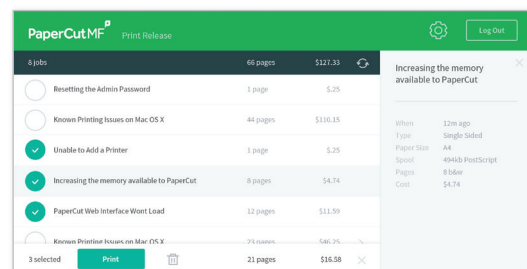 PaperCutMF Print Release
Log Out
8 jobs 66 pages $127.33
Resetting the Admin Password 1 page $.25
Known Printing Issues on Mac OS X 44 pages $110.15
Unable to Add a Printer 1 page $.25
Increasing the memory available to PaperCut 8 pages $4.74
PaperCut Web Interface Wont Load 12 pages $11.59
Known Printing Issues on Mac OS X 23 pages $46.25
3 selected Print 21 pages $16.58
Increasing the memory
available to PaperCut
When 12m ago
Type Single Sided
Paper Size A4
Spool 494kb PostScript
Pages 8 b&w
Cost $4.74